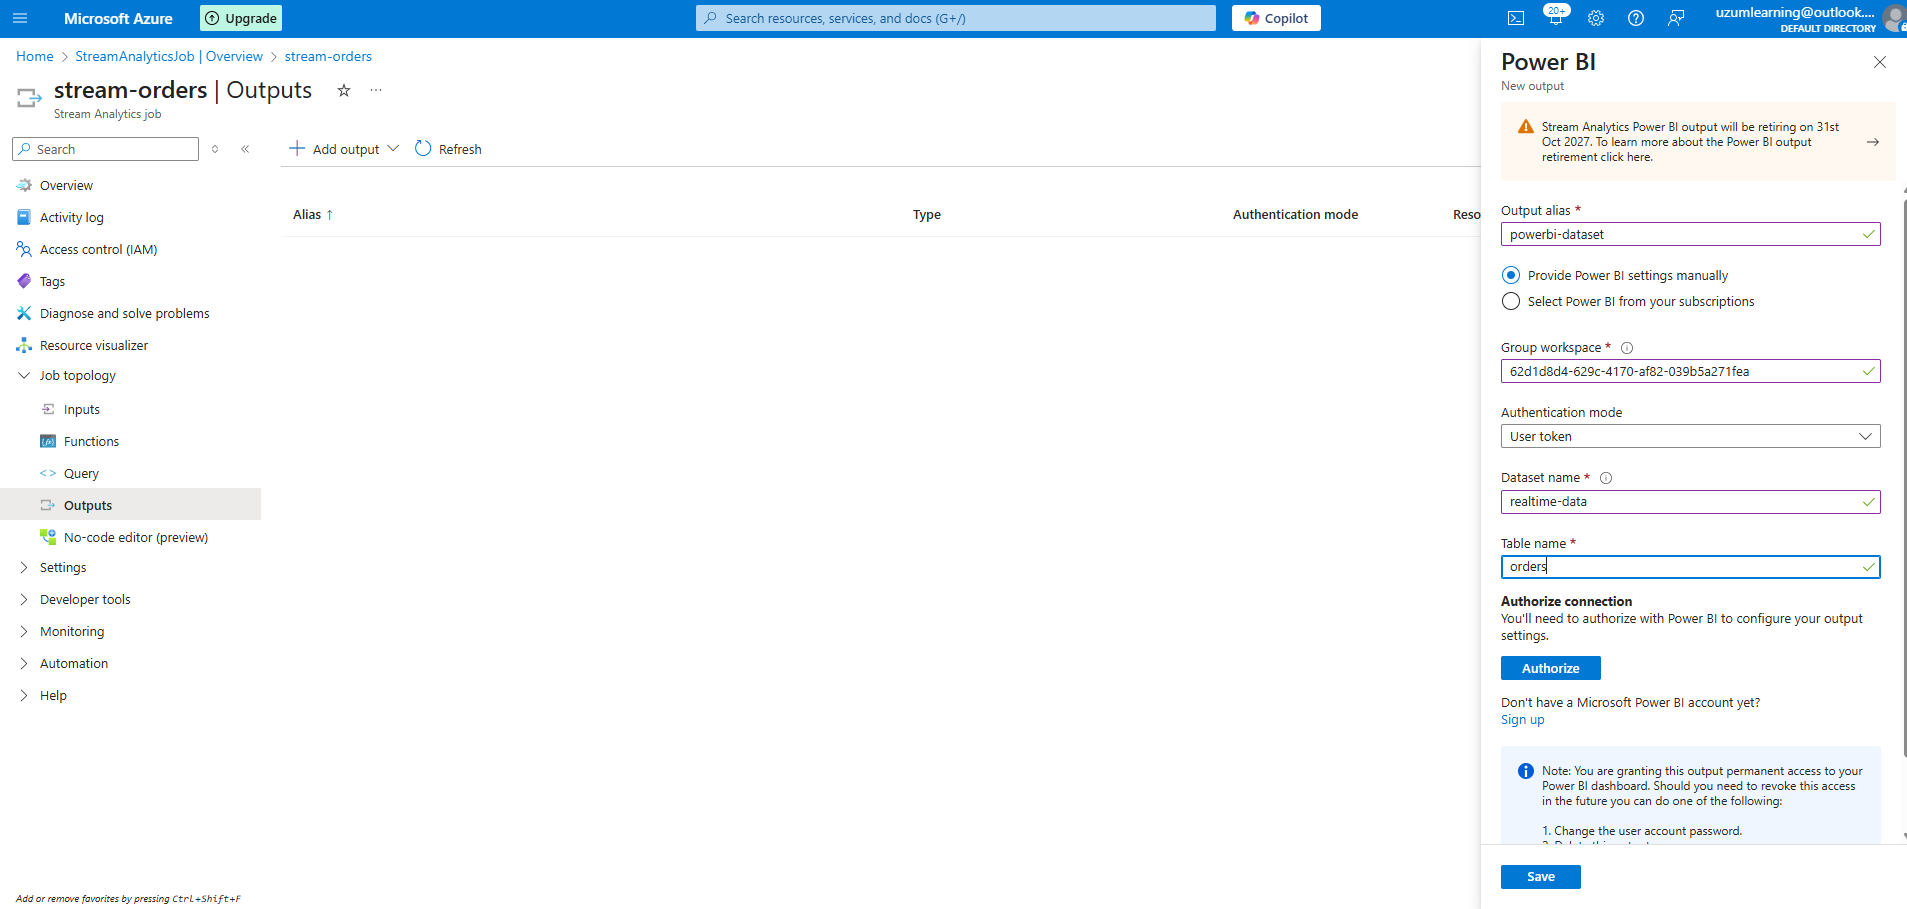 Microsoft Azure
Upgrade
Search resources, services, and docs (G+/)
Copilot
20+
uzumlearning@outlook....
DEFAULT DIRECTORY
Home > StreamAnalyticsJob | Overview > stream-orders
stream-orders | Outputs
Stream Analytics job
Search
Overview
Activity log
Access control (IAM)
Tags
Diagnose and solve problems
Resource visualizer
Job topology
Inputs
Functions
Query
Outputs
No-code editor (preview)
Settings
Developer tools
Monitoring
Automation
Help
Add or remove favorites by pressing Ctrl+Shift+F
Add output
Refresh
Alias ↑
Type
Authentication mode
Reso
Power BI
New output
Stream Analytics Power BI output will be retiring on 31st
Oct 2027. To learn more about the Power BI output
retirement click here.
Output alias *
powerbi-dataset
Provide Power BI settings manually
Select Power BI from your subscriptions
Group workspace *
62d1d8d4-629c-4170-af82-039b5a271fea
Authentication mode
User token
Dataset name *
realtime-data
Table name *
orders
Authorize connection
You'll need to authorize with Power BI to configure your output
settings.
Authorize
Don't have a Microsoft Power BI account yet?
Sign up
Note: You are granting this output permanent access to your
Power BI dashboard. Should you need to revoke this access
in the future you can do one of the following:
1. Change the user account password.
Save